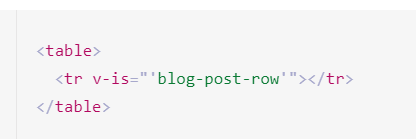 <table>
<tr v-is="'blog-post-row'"></tr>
</table>